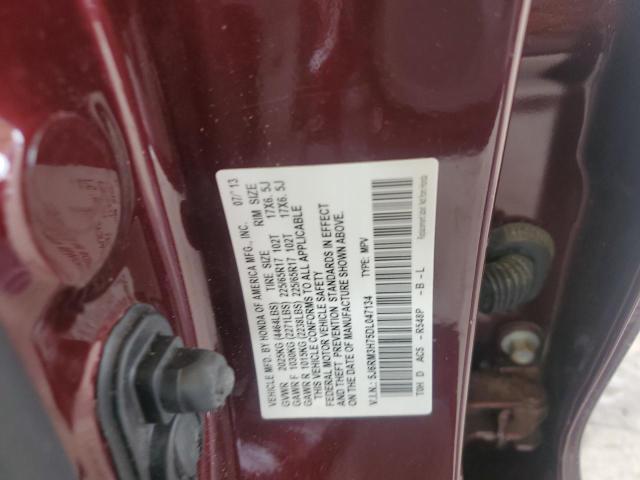 VEHICLE MFD. BY HONDA OF AMERICA MFG., INC. 07/ 13
TIRE SIZE RIM SIZE
GVWR 2025KG (4464LBS) 225/65R17 102T 17X6. 5J
GAWR F 1030KG (2271LBS) 225/65R17 102T 17X6. 5J
GAWR R 1015KG (2238LBS)
THIS VEHICLE CONFORMS TO ALL APPLICABLE
FEDERAL MOTOR VEHICLE SAFETY
AND THEFT PREVENTION STANDARDS IN EFFECT
ON THE DATE OF MANUFACTURE SHOWN ABOVE.
V.I.N.: 5J6RM3H75DL047134 TYPE: MPV
T0H D AC5 - R548P - B - L